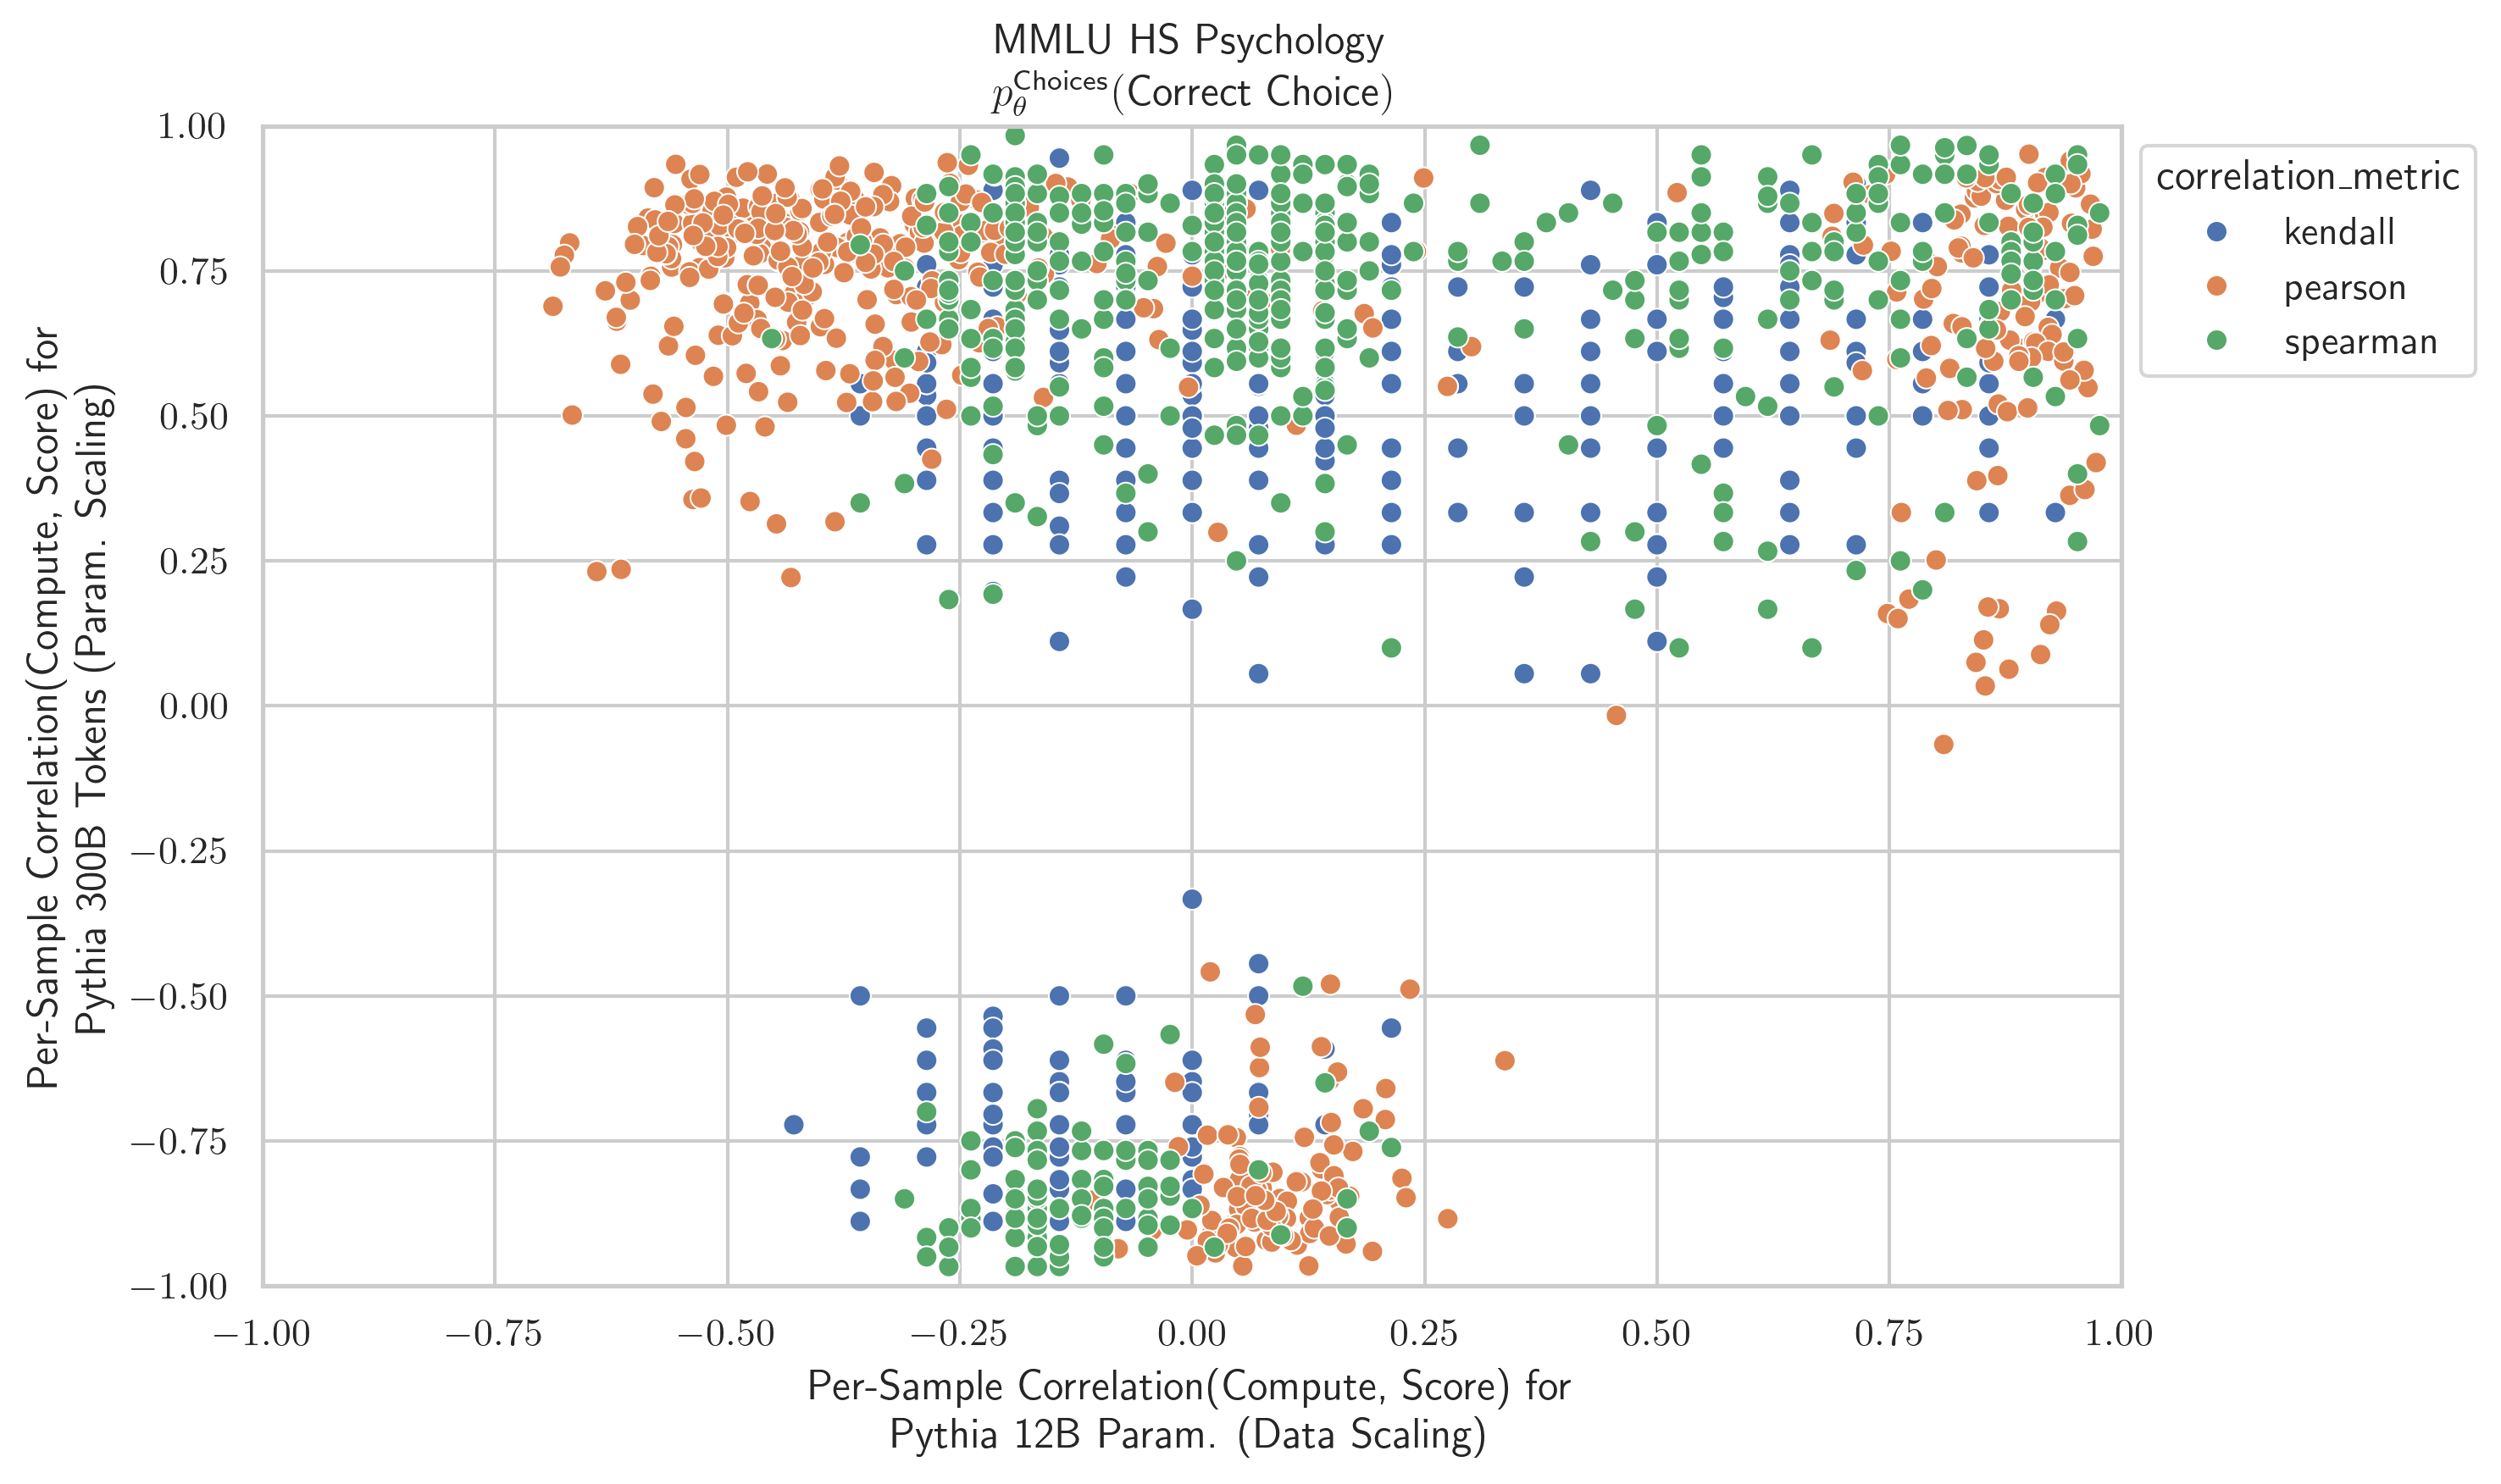 MMLU HS Psychology
p_θ^Choices(Correct Choice)
Per-Sample Correlation(Compute, Score) for
Pythia 300B Tokens (Param. Scaling)
1.00
0.75
0.50
0.25
0.00
−0.25
−0.50
−0.75
−1.00
−1.00 −0.75 −0.50 −0.25 0.00 0.25 0.50 0.75 1.00
Per-Sample Correlation(Compute, Score) for
Pythia 12B Param. (Data Scaling)
correlation_metric
kendall
pearson
spearman